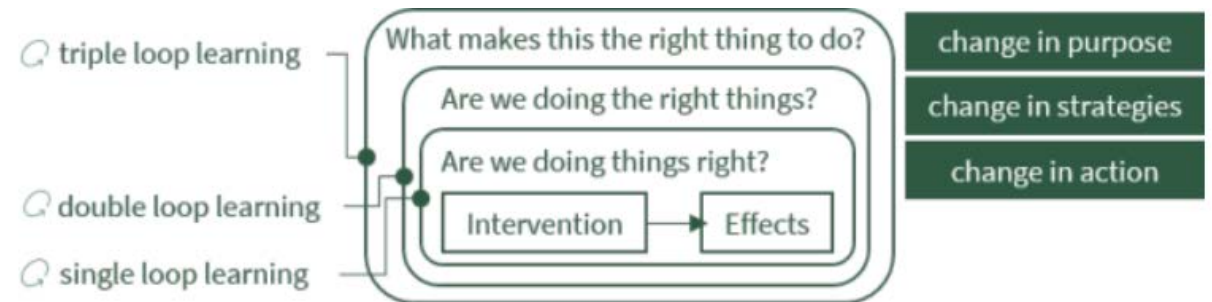 triple loop learning
double loop learning
single loop learning
What makes this the right thing to do?
Are we doing the right things?
Are we doing things right?
Intervention
Effects
change in purpose
change in strategies
change in action